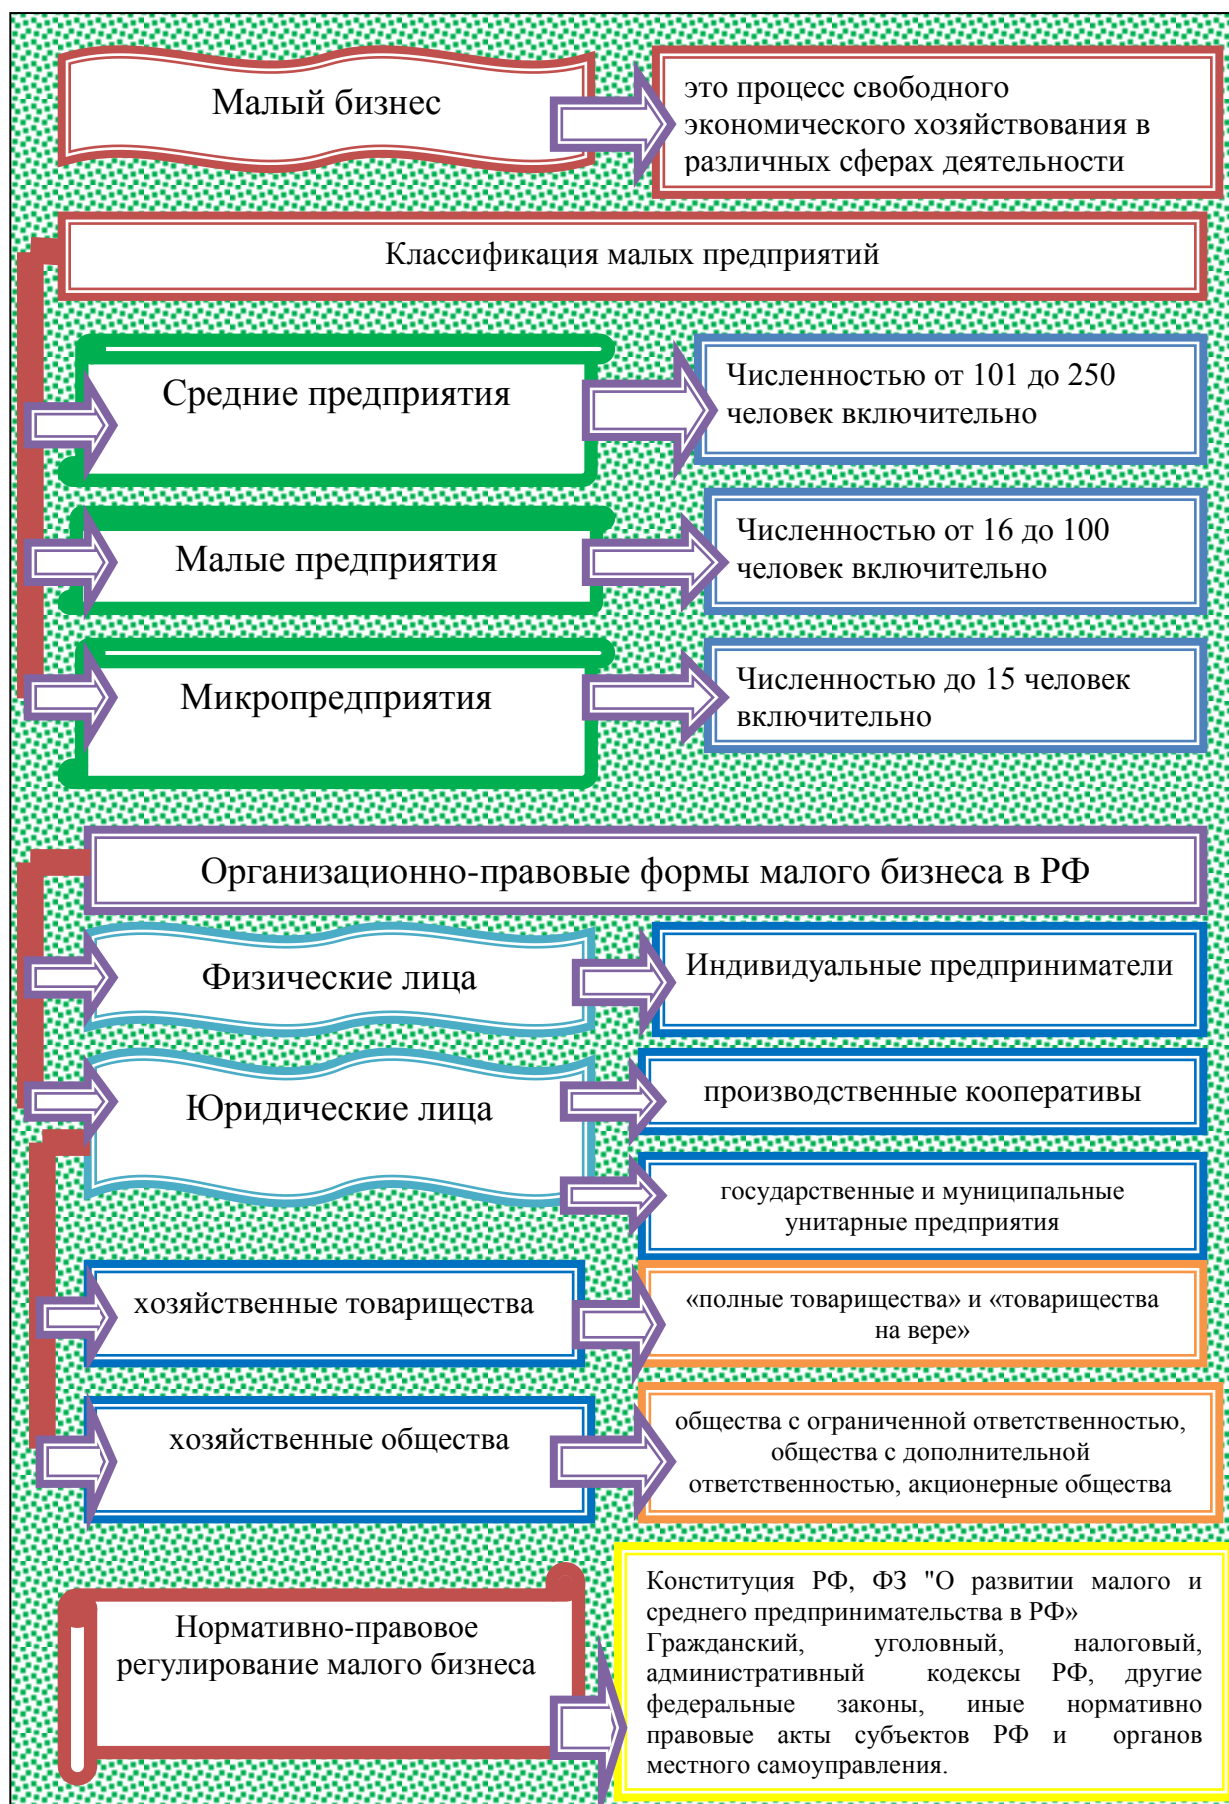 Малый бизнес
это процесс свободного
экономического хозяйствования в
различных сферах деятельности
Классификация малых предприятий
Средние предприятия
Численностью от 101 до 250
человек включительно
Малые предприятия
Численностью от 16 до 100
человек включительно
Микропредприятия
Численностью до 15 человек
включительно
Организационно-правовые формы малого бизнеса в РФ
Физические лица
Индивидуальные предприниматели
Юридические лица
производственные кооперативы
государственные и муниципальные
унитарные предприятия
хозяйственные товарищества
«полные товарищества» и «товарищества
на вере»
хозяйственные общества
общества с ограниченной ответственностью,
общества с дополнительной
ответственностью, акционерные общества
Нормативно-правовое
регулирование малого бизнеса
Конституция РФ, ФЗ "О развитии малого и
среднего предпринимательства в РФ»
Гражданский, уголовный, налоговый,
административный кодексы РФ, другие
федеральные законы, иные нормативно
правовые акты субъектов РФ и органов
местного самоуправления.